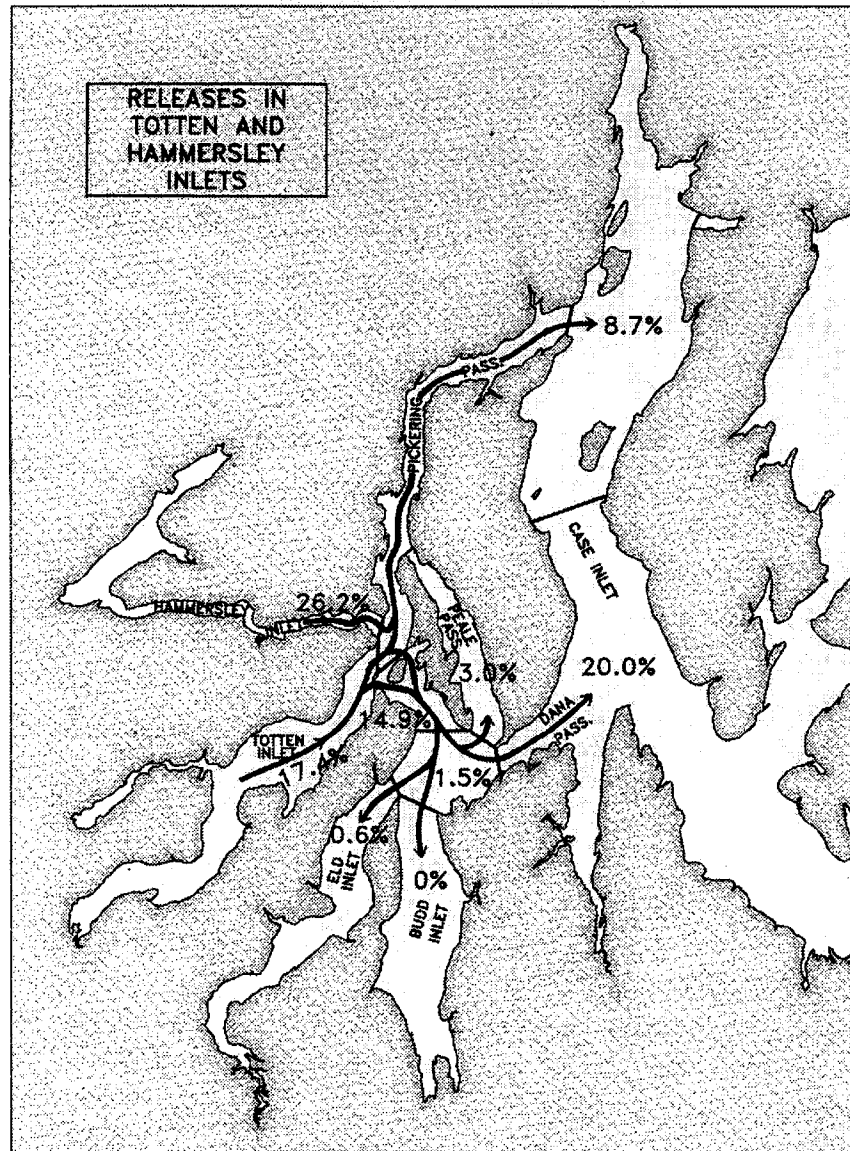 RELEASES IN
TOTTEN AND
HAMMERSLEY
INLETS
8.7%
PASS.
PICKERING
CASE INLET
HAMMERSLEY
INLET
26.2%
PEALE
PASS.
3.0%
20.0%
DANA
PASS.
14.9%
TOTTEN
INLET
1.5%
0.6%
ELD
INLET
0%
BUDD
INLET